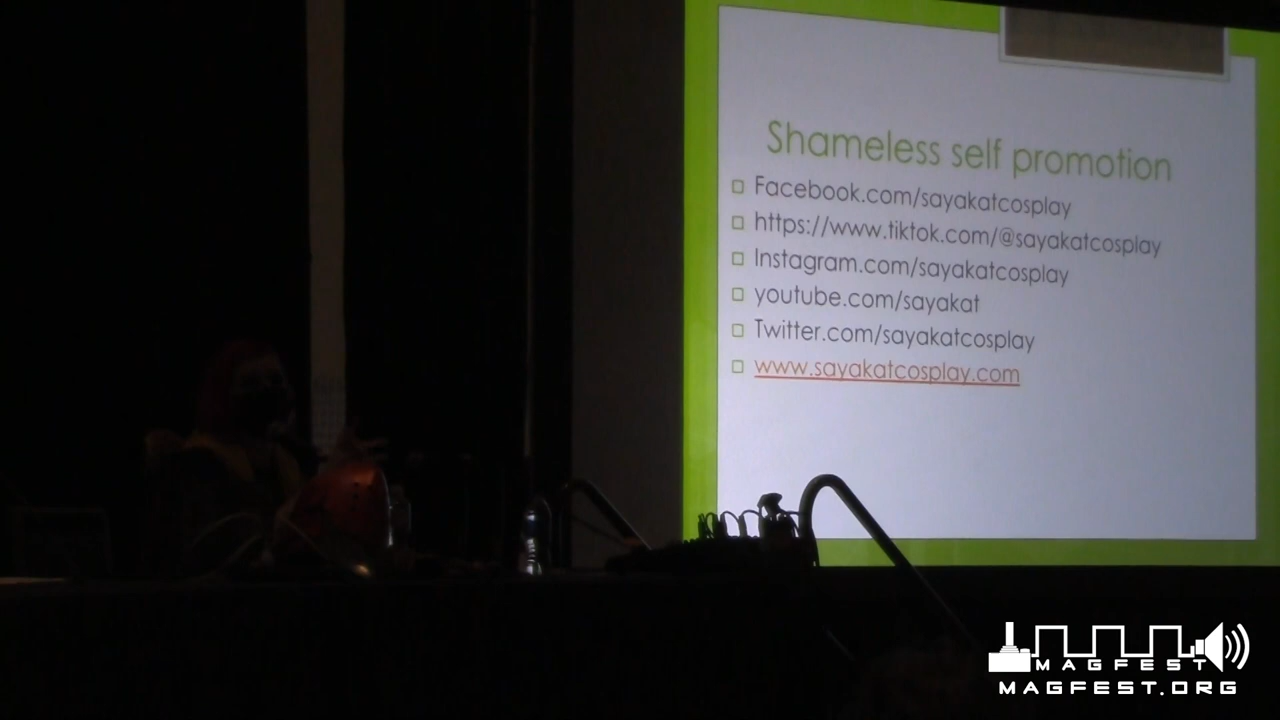 Shameless self promotion
Facebook.com/sayakatcosplay
https://www.tiktok.com/@sayakatcosplay
Instagram.com/sayakatcosplay
youtube.com/sayakat
Twitter.com/sayakatcosplay
www.sayakatcosplay.com
MAGFEST
MAGFEST.ORG